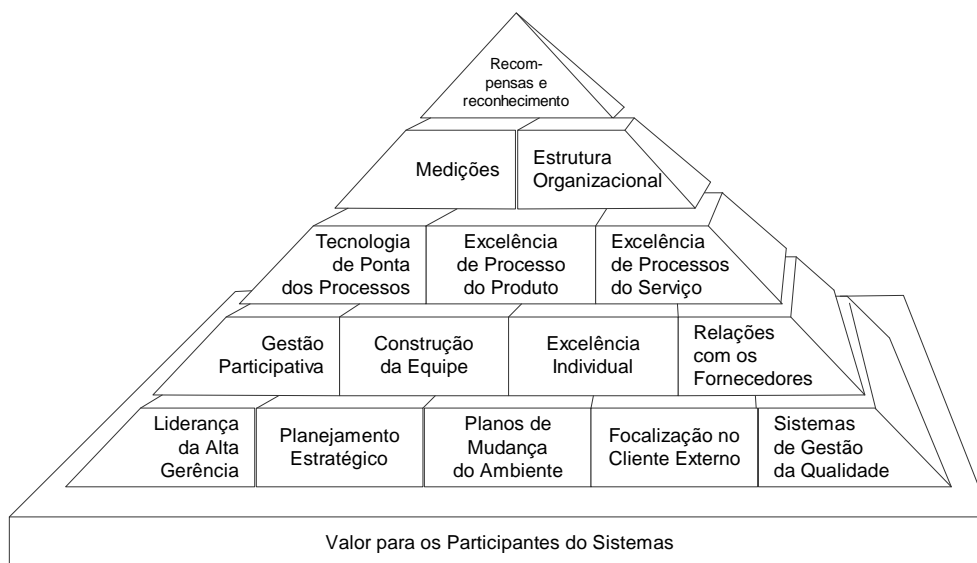 Recom-
pensas e
reconhecimento
Medições
Estrutura
Organizacional
Tecnologia
de Ponta
dos Processos
Excelência
de Processo
do Produto
Excelência
de Processos
do Serviço
Gestão
Participativa
Construção
da Equipe
Excelência
Individual
Relações
com os
Fornecedores
Liderança
da Alta
Gerência
Planejamento
Estratégico
Planos de
Mudança
do Ambiente
Focalização no
Cliente Externo
Sistemas
de Gestão
da Qualidade
Valor para os Participantes do Sistemas